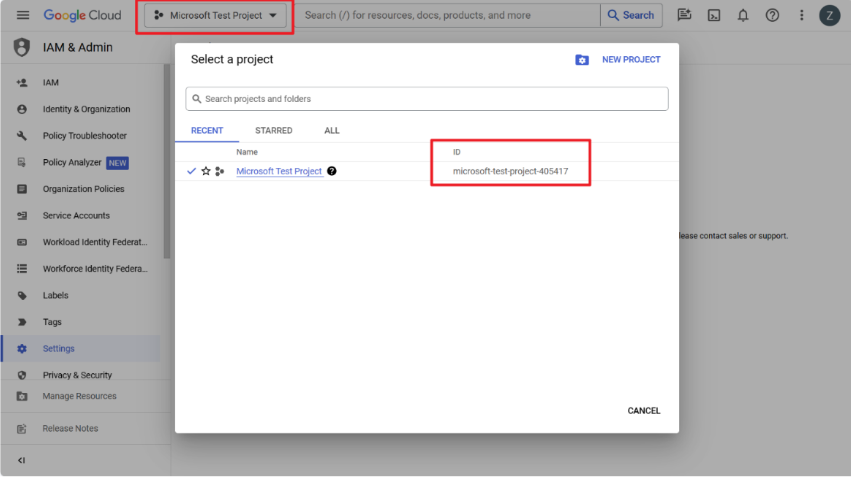 Google Cloud
Microsoft Test Project
Search (/) for resources, docs, products, and more
Search
Z
IAM & Admin
IAM
Identity & Organization
Policy Troubleshooter
Policy Analyzer NEW
Organization Policies
Service Accounts
Workload Identity Federat...
Workforce Identity Federa...
Labels
Tags
Settings
Privacy & Security
Manage Resources
Release Notes
Select a project
NEW PROJECT
Search projects and folders
RECENT STARRED ALL
Name ID
Microsoft Test Project microsoft-test-project-405417
CANCEL
lease contact sales or support.